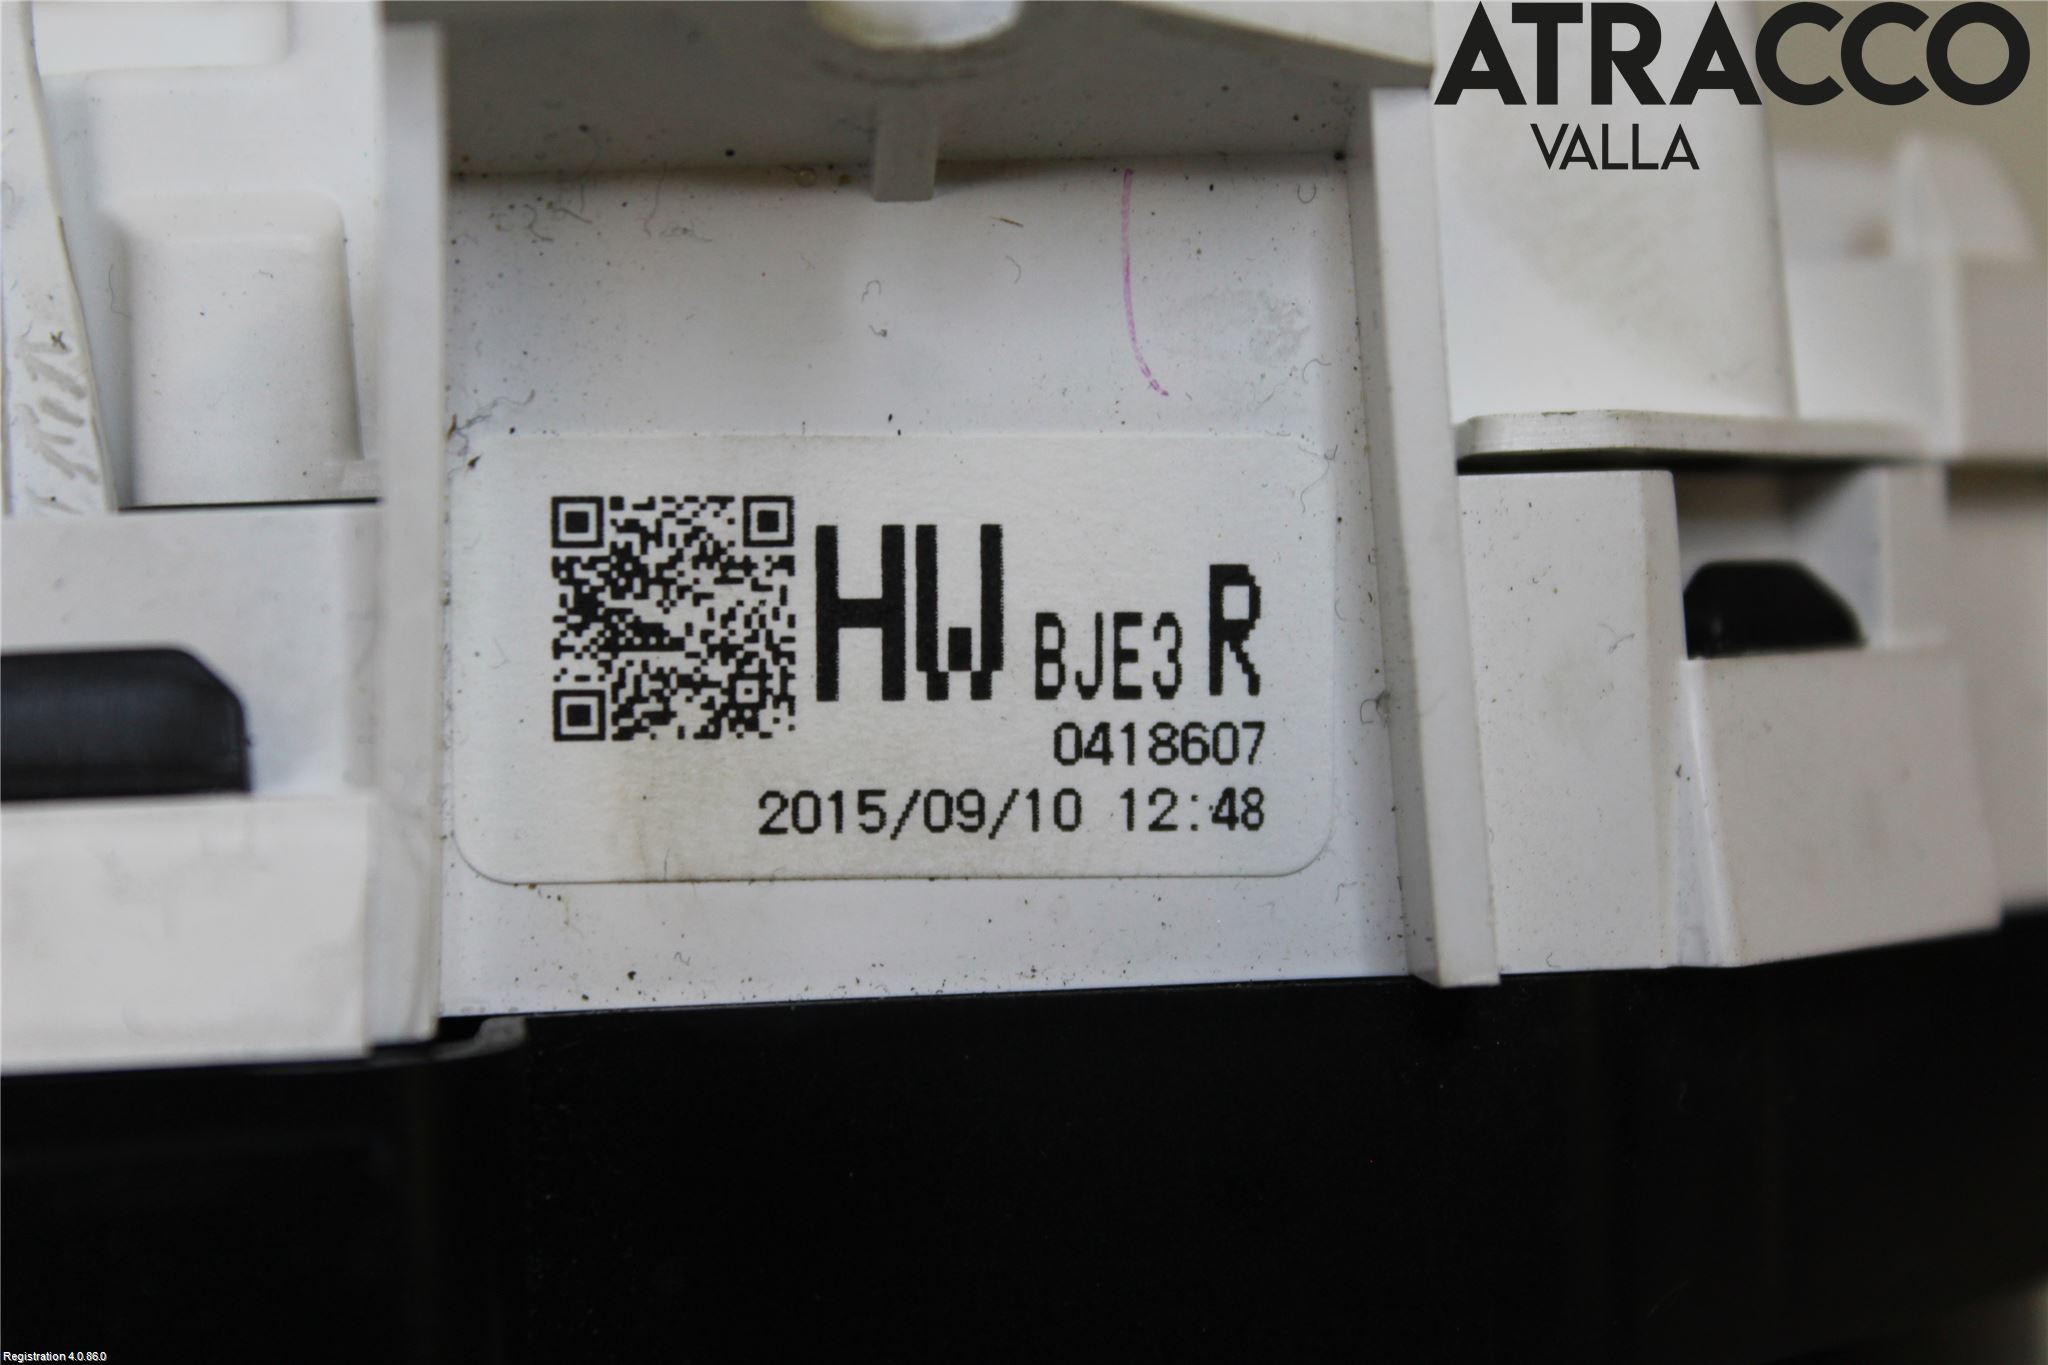 ATRACCO
VALLA
HW BJE3 R
0418607
2015/09/10 12:48
Registration 4.0.86.0